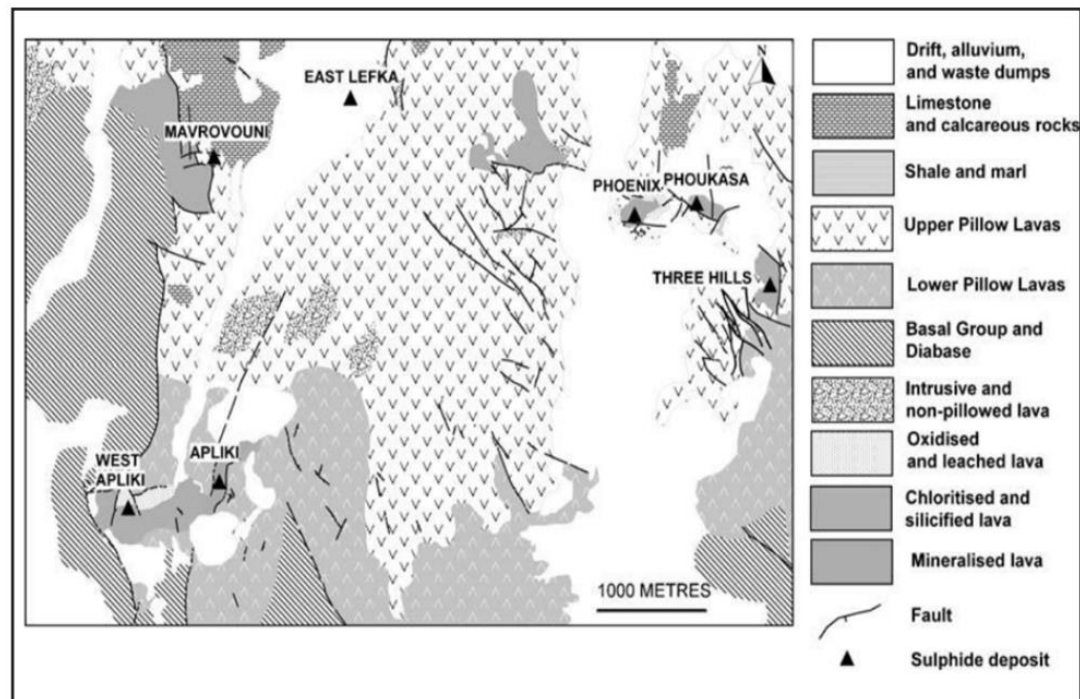 N
EAST LEFKA
MAVROVOUNI
PHOENIX
PHOUKASA
THREE HILLS
WEST
APLIKI
APLIKI
1000 METRES
Drift, alluvium,
and waste dumps
Limestone
and calcareous rocks
Shale and marl
Upper Pillow Lavas
Lower Pillow Lavas
Basal Group and
Diabase
Intrusive and
non-pillowed lava
Oxidised
and leached lava
Chloritised and
silicified lava
Mineralised lava
Fault
Sulphide deposit